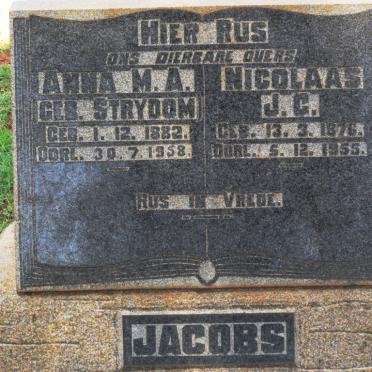 HIER RUS
ONS DIERBARE OUERS
ANNA M.A.
GEB. STRYDOM
GEB. 1. 12. 1882.
OORL. 30. 7. 1958.
NICOLAAS
J. C.
GEB. 13. 3. 1876.
OORL. 5. 12. 1955.
RUS IN VREDE.
JACOBS